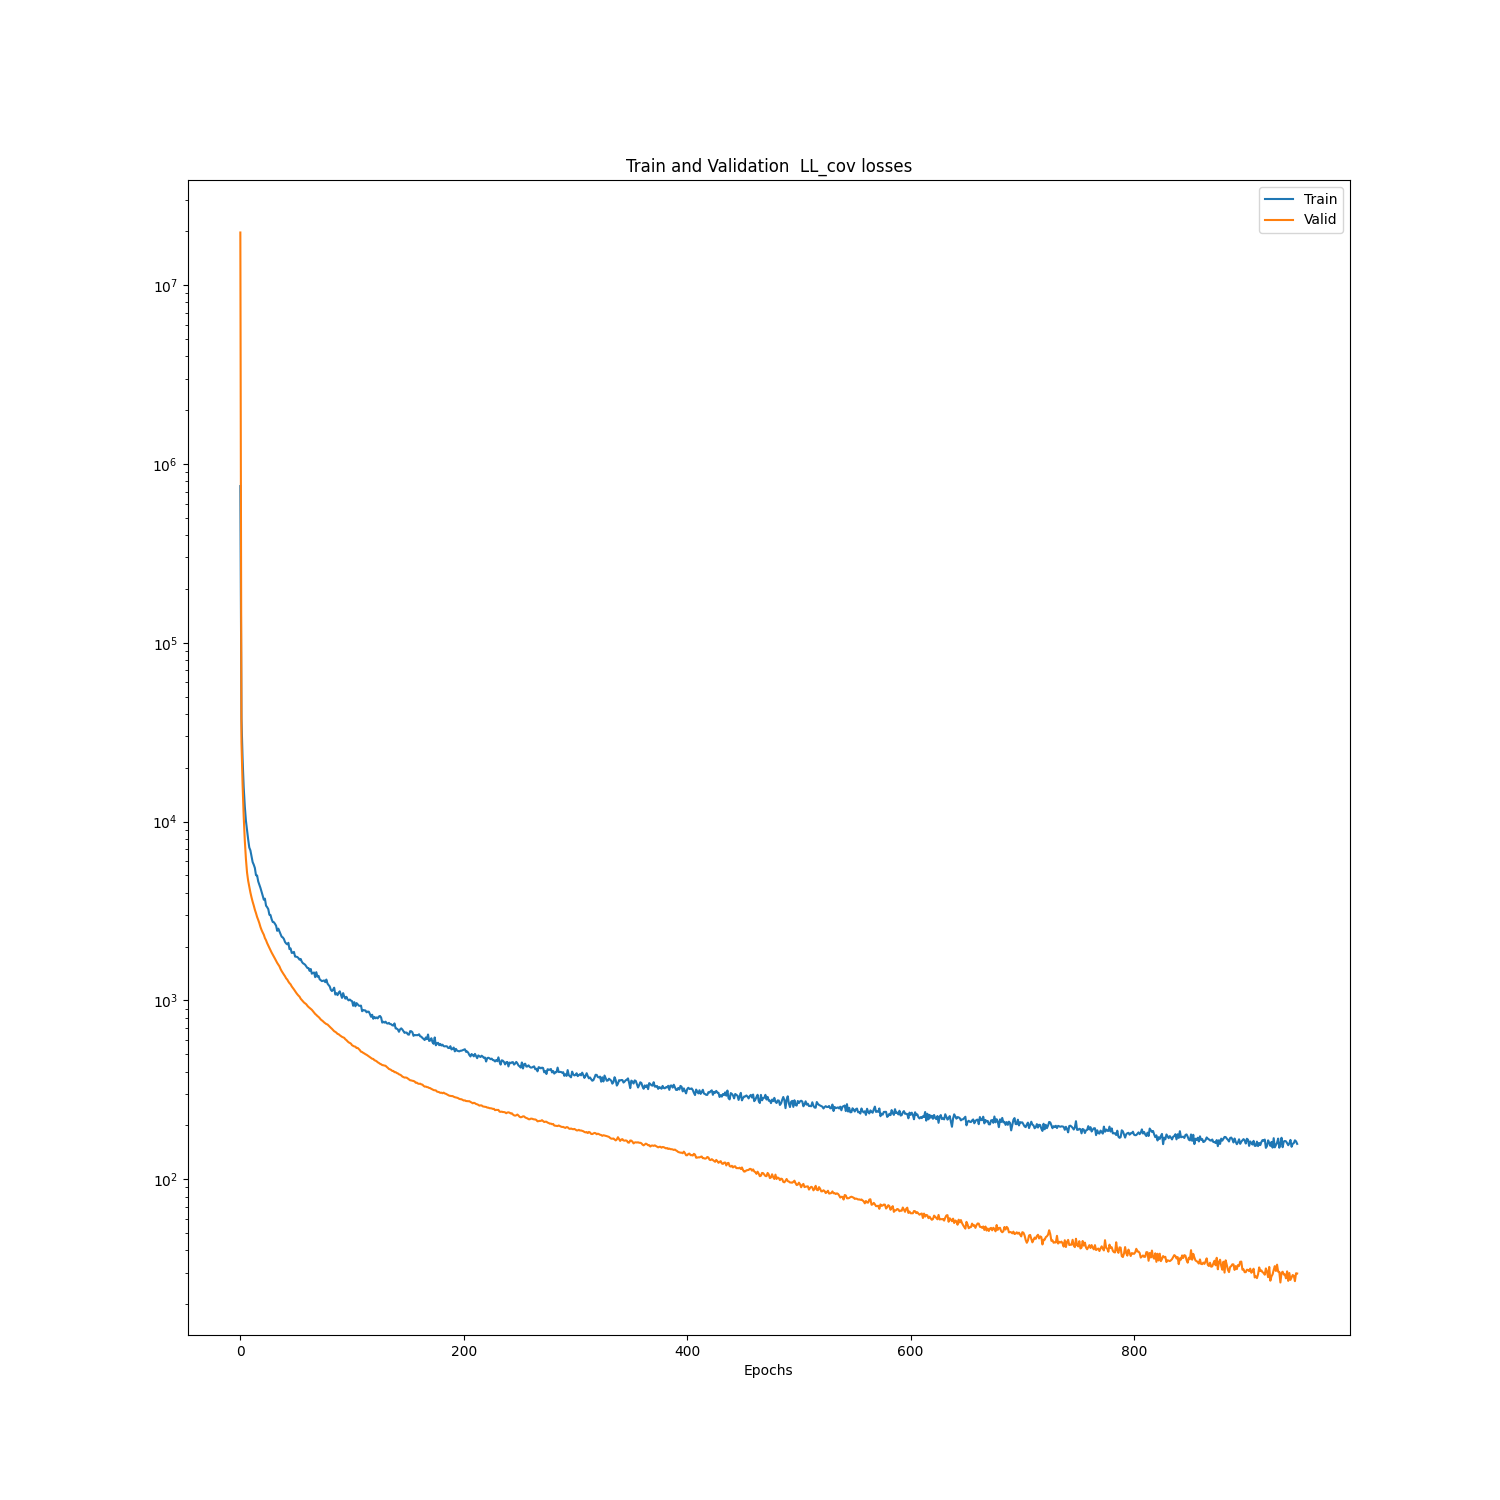 Train and Validation  LL_cov losses
Train
Valid
10⁷
10⁶
10⁵
10⁴
10³
10²
0 200 400 600 800
Epochs